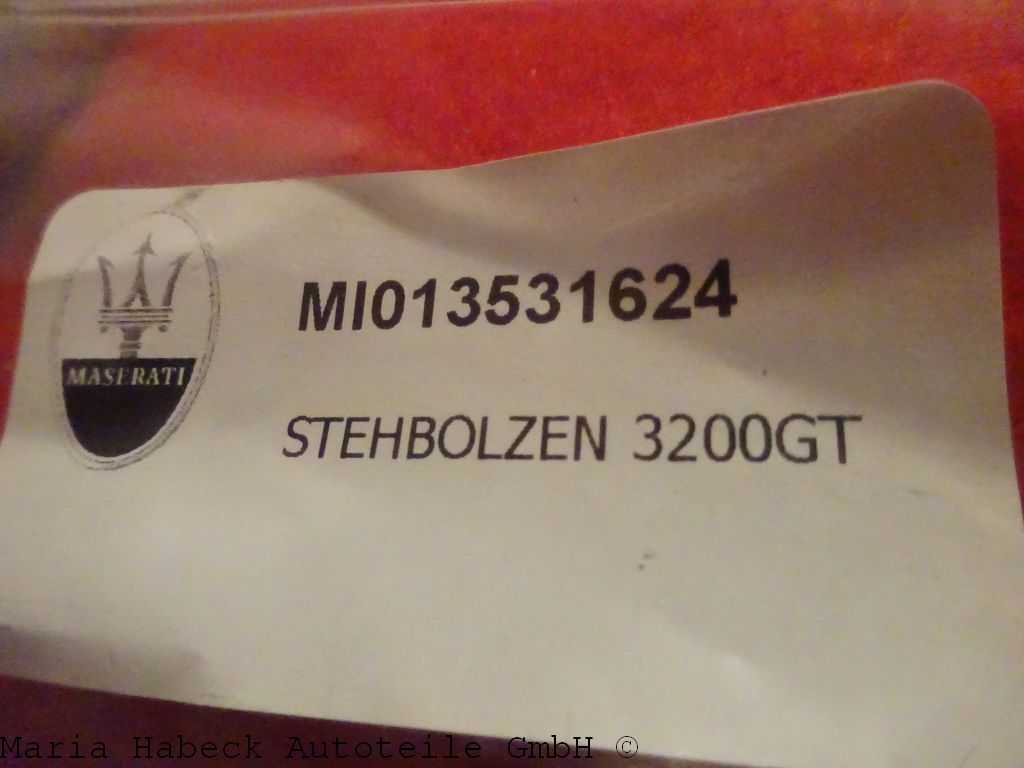 MASERATI
MI013531624
STEHBOLZEN 3200GT
Maria Habeck Autoteile GmbH ©